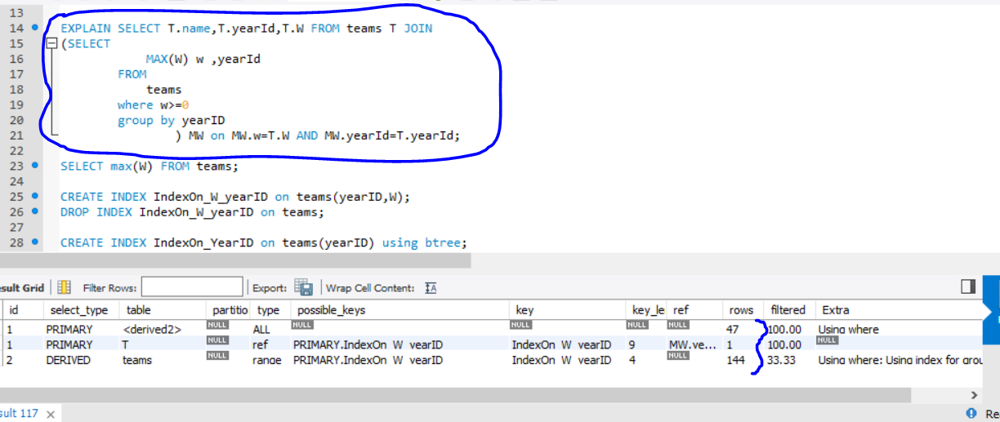 13
14 EXPLAIN SELECT T.name,T.yearId,T.W FROM teams T JOIN
15 (SELECT
16 MAX(W) w ,yearId
17 FROM
18 teams
19 where w>=0
20 group by yearID
21 ) MW on MW.w=T.W AND MW.yearId=T.yearId;
22
23 SELECT max(W) FROM teams;
24
25 CREATE INDEX IndexOn_W_yearID on teams(yearID,W);
26 DROP INDEX IndexOn_W_yearID on teams;
27
28 CREATE INDEX IndexOn_YearID on teams(yearID) using btree;
esult Grid Filter Rows: Export: Wrap Cell Content: IA
id select_type table partitio type possible_keys key key_le ref rows filtered Extra
1 PRIMARY <derived2> NULL ALL NULL NULL NULL NULL 47 100.00 Using where
1 PRIMARY T NULL ref PRIMARY,IndexOn_W_yearID IndexOn_W_yearID 9 MW.ye... 1 100.00 NULL
2 DERIVED teams NULL range PRIMARY,IndexOn_W_yearID IndexOn_W_yearID 4 NULL 144 33.33 Using where; Using index for grou
sult 117 x Re